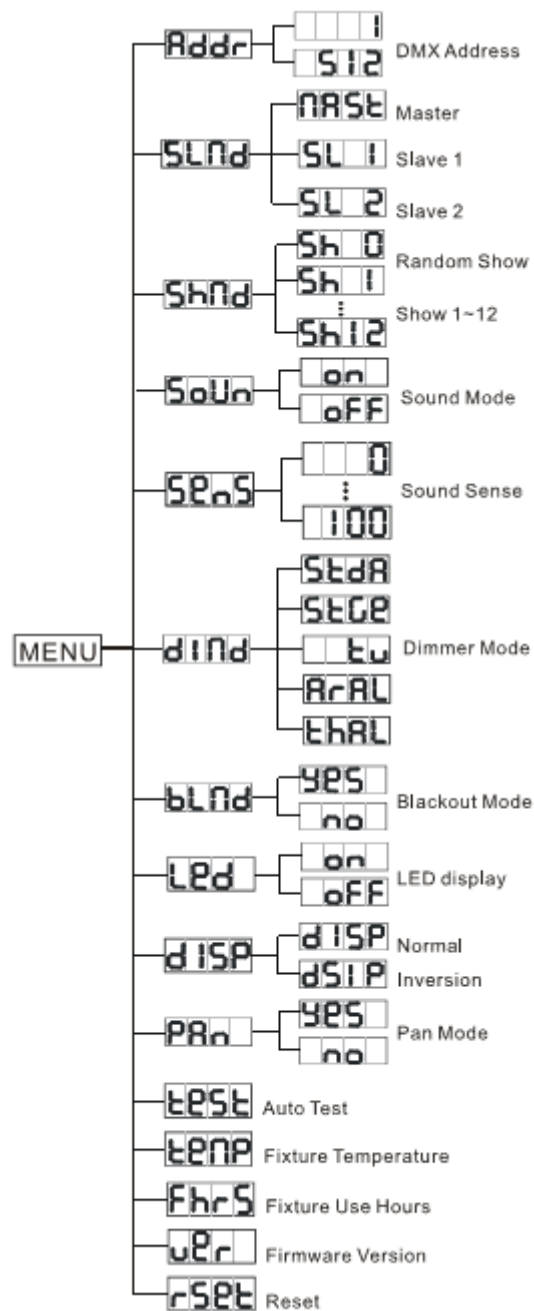 Addr
1
512
DMX Address
SLMd
MASt
Master
SL 1
Slave 1
SL 2
Slave 2
ShMd
Sh 0
Random Show
Sh 1
Sh12
Show 1~12
SoUn
on
oFF
Sound Mode
SenS
0
100
Sound Sense
MENU
dIMd
StdA
StGe
tv
ArAL
thAL
Dimmer Mode
bLMd
yes
no
Blackout Mode
Led
on
oFF
LED display
dISP
dISP
Normal
dSIP
Inversion
PAn
yes
no
Pan Mode
test
Auto Test
teMP
Fixture Temperature
FhrS
Fixture Use Hours
ver
Firmware Version
rSet
Reset